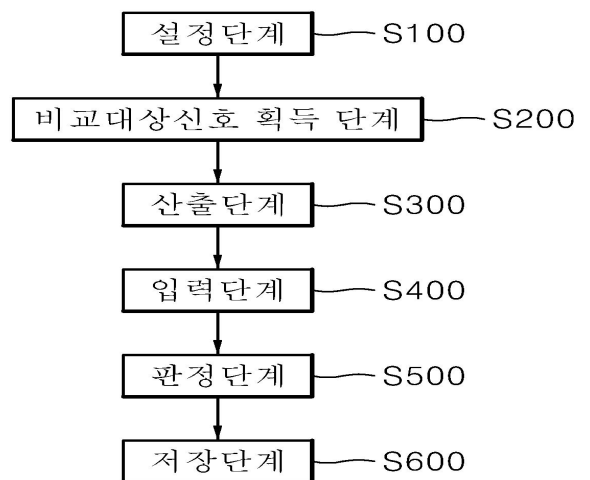 설정단계 S100
비교대상신호 획득 단계 S200
산출단계 S300
입력단계 S400
판정단계 S500
저장단계 S600